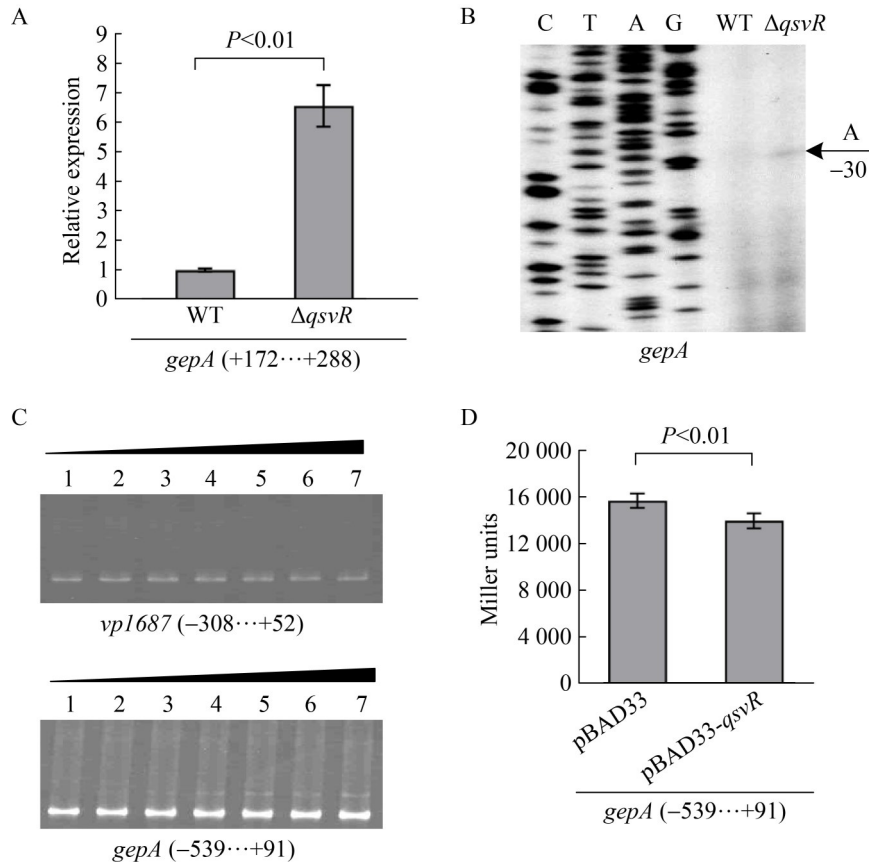 A
Relative expression
9
8
7
6
5
4
3
2
1
0
P<0.01
WT ΔqsvR
gepA (+172···+288)
B
C T A G WT ΔqsvR
A
−30
gepA
C
1 2 3 4 5 6 7
vp1687 (−308···+52)
1 2 3 4 5 6 7
gepA (−539···+91)
D
Miller units
20 000
16 000
12 000
8 000
4 000
0
P<0.01
pBAD33 pBAD33-qsvR
gepA (−539···+91)